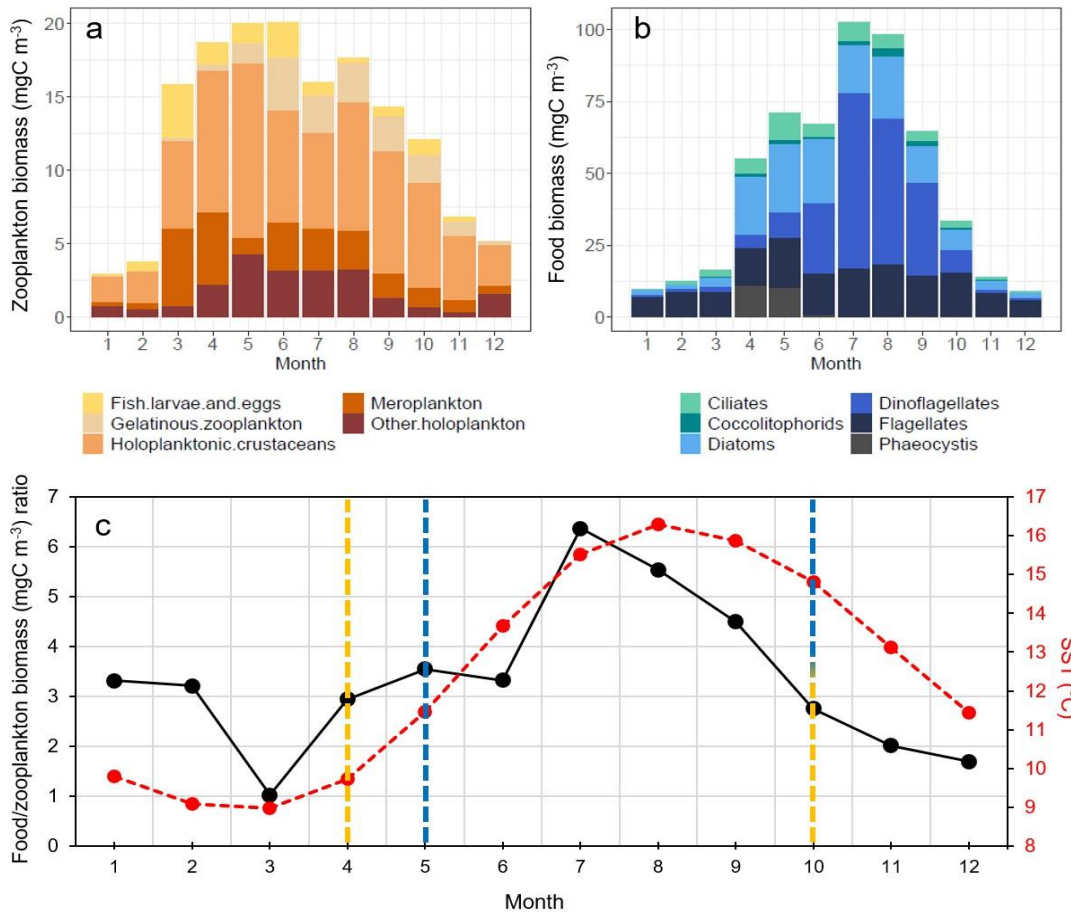 a
Zooplankton biomass (mgC m⁻³)
20
15
10
5
0
1 2 3 4 5 6 7 8 9 10 11 12
Month
b
Food biomass (mgC m⁻³)
100
75
50
25
0
1 2 3 4 5 6 7 8 9 10 11 12
Month
Fish.larvae.and.eggs
Gelatinous.zooplankton
Holoplanktonic.crustaceans
Meroplankton
Other.holoplankton
Ciliates
Coccolitophorids
Diatoms
Dinoflagellates
Flagellates
Phaeocystis
c
Food/zooplankton biomass (mgC m⁻³) ratio
7
6
5
4
3
2
1
0
17
16
15
14
13
12
11
10
9
8
SST (°C)
1 2 3 4 5 6 7 8 9 10 11 12
Month